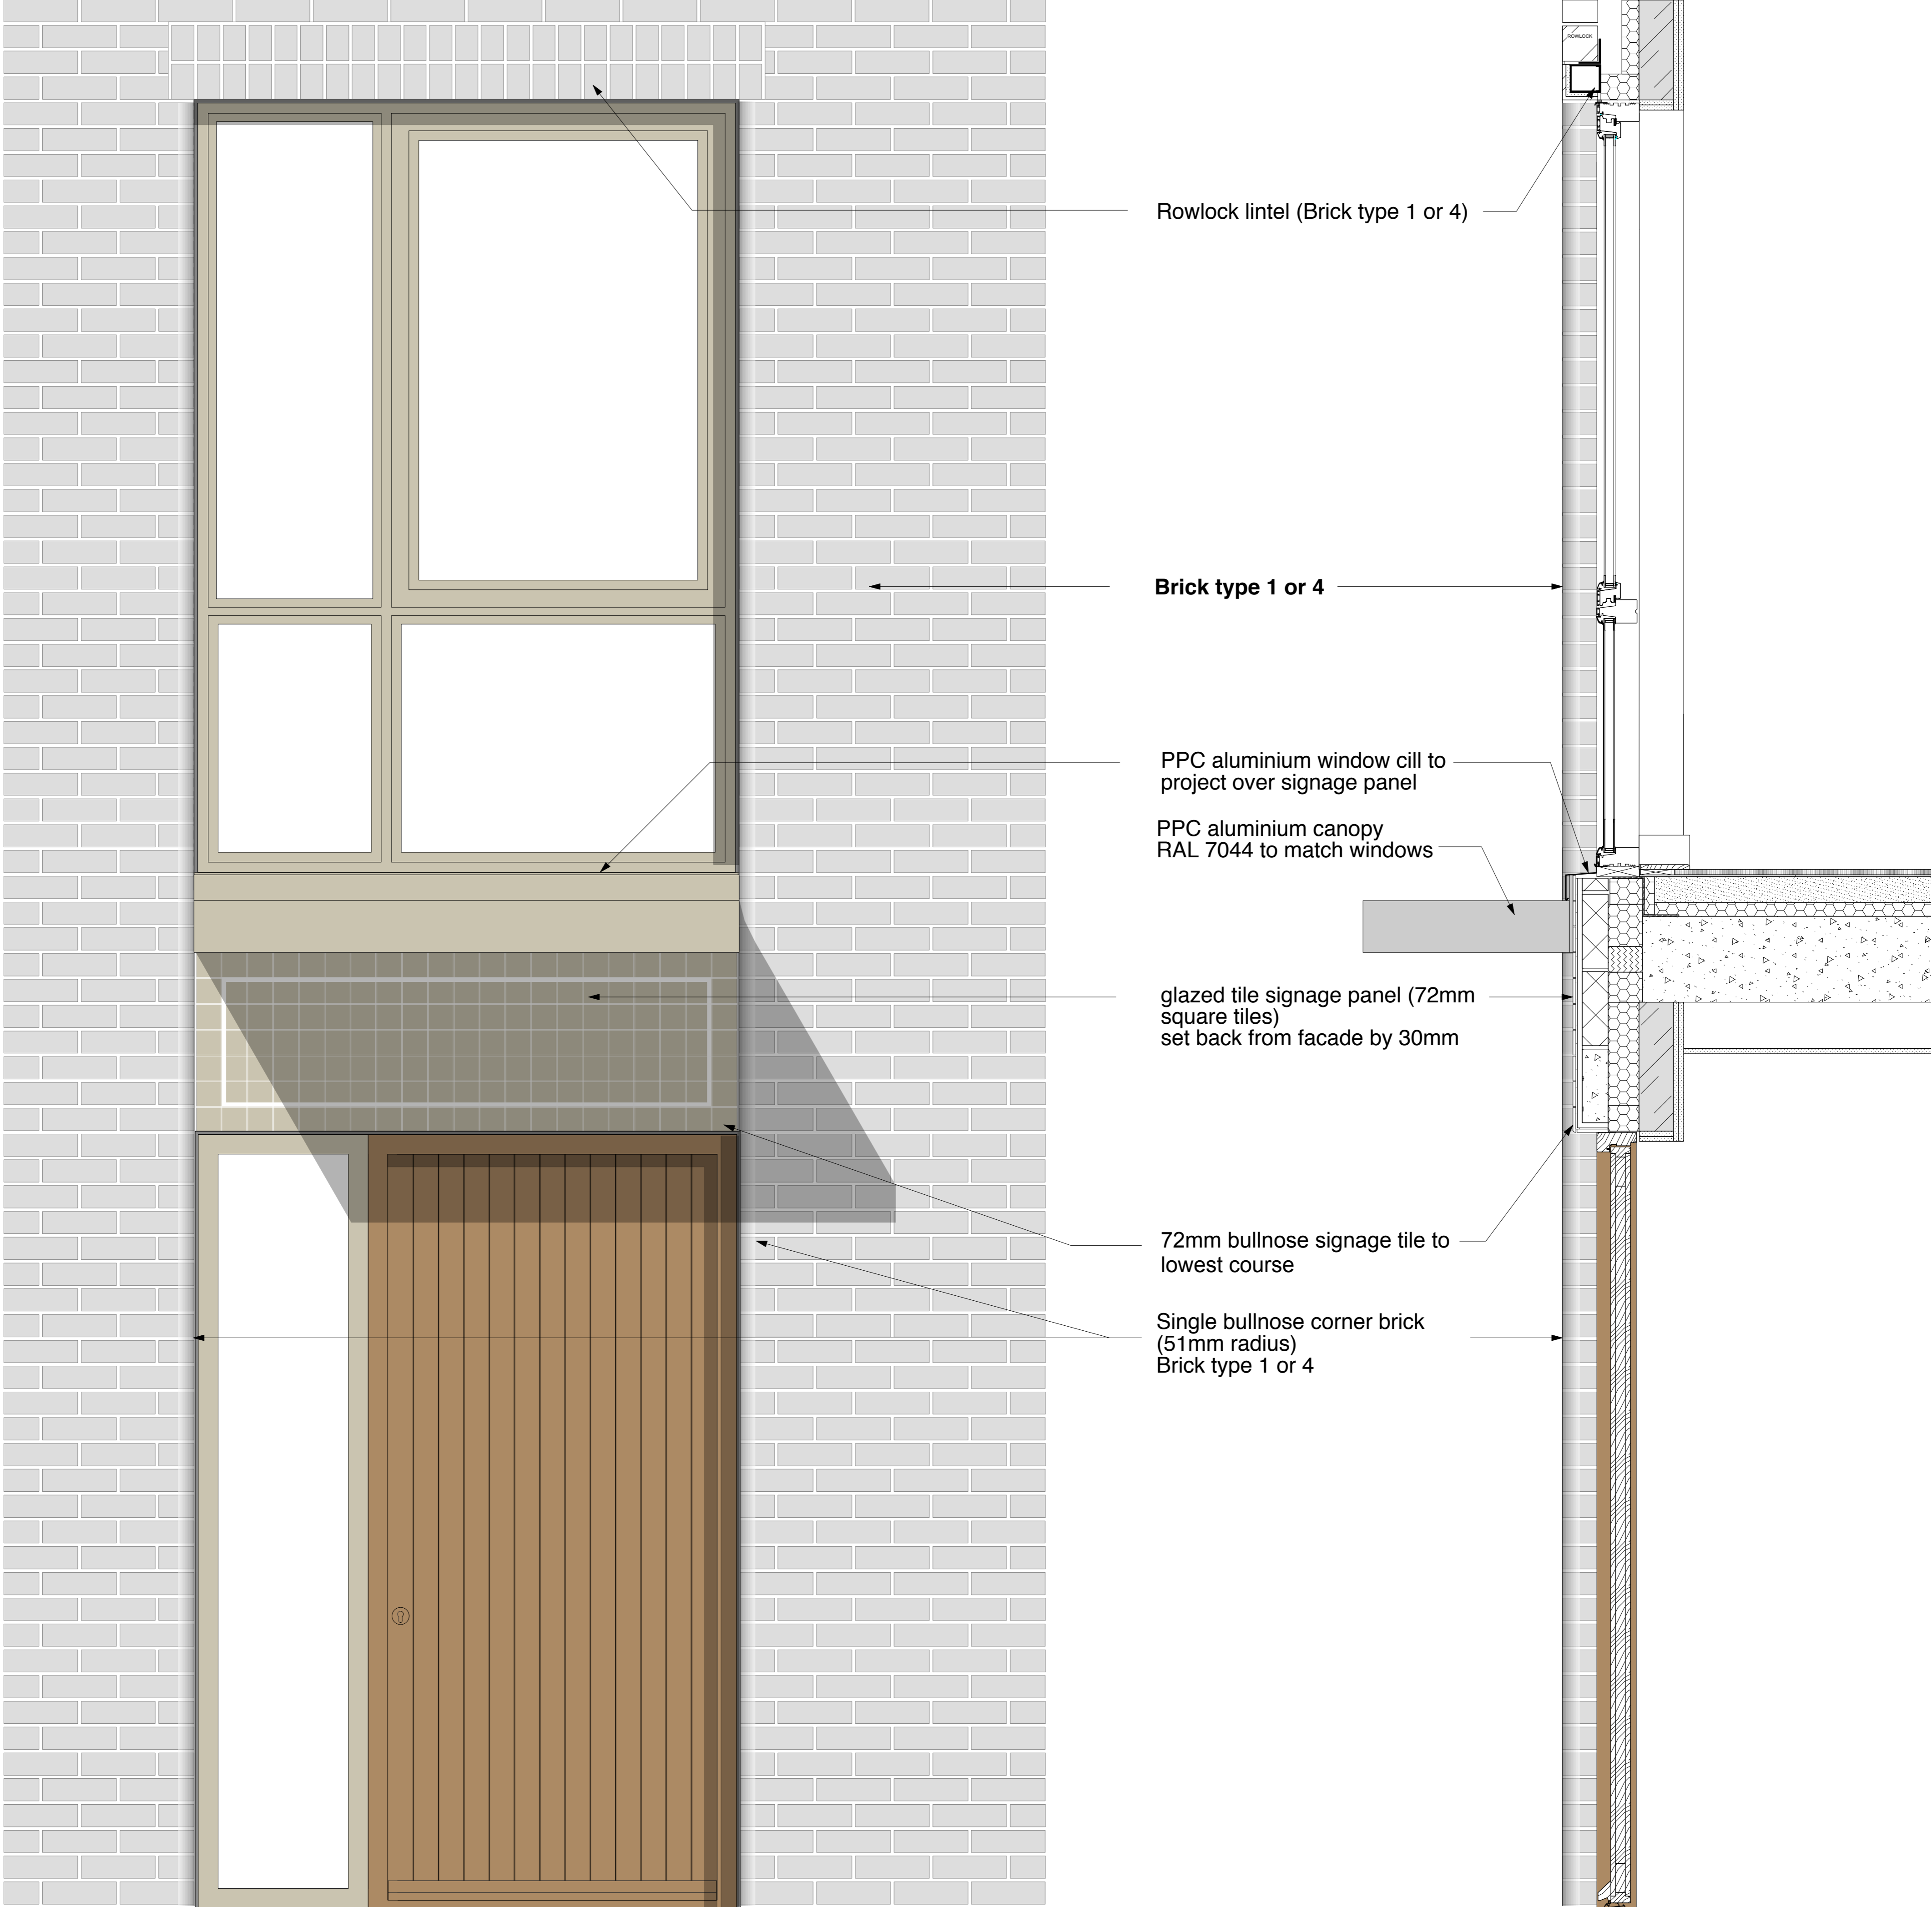 ROWLOCK
Rowlock lintel (Brick type 1 or 4)
Brick type 1 or 4
PPC aluminium window cill to
project over signage panel
PPC aluminium canopy
RAL 7044 to match windows
glazed tile signage panel (72mm
square tiles)
set back from facade by 30mm
72mm bullnose signage tile to
lowest course
Single bullnose corner brick
(51mm radius)
Brick type 1 or 4